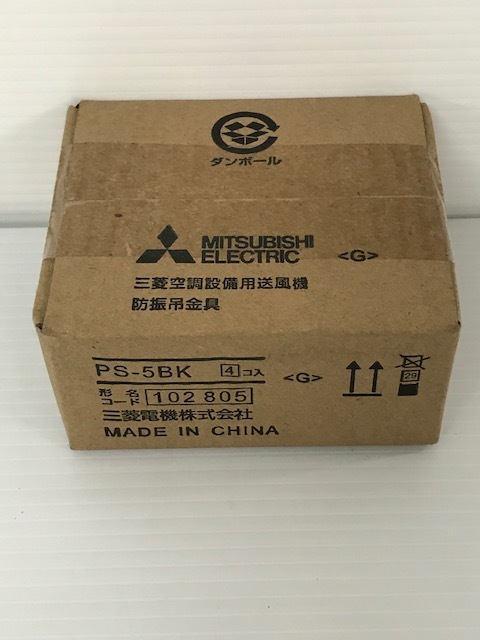 ダンボール
MITSUBISHI
ELECTRIC
<G>
三菱空調設備用送風機
防振吊金具
PS-5BK 4コ入 <G>
形名コード 102 805
29
三菱電機株式会社
MADE IN CHINA